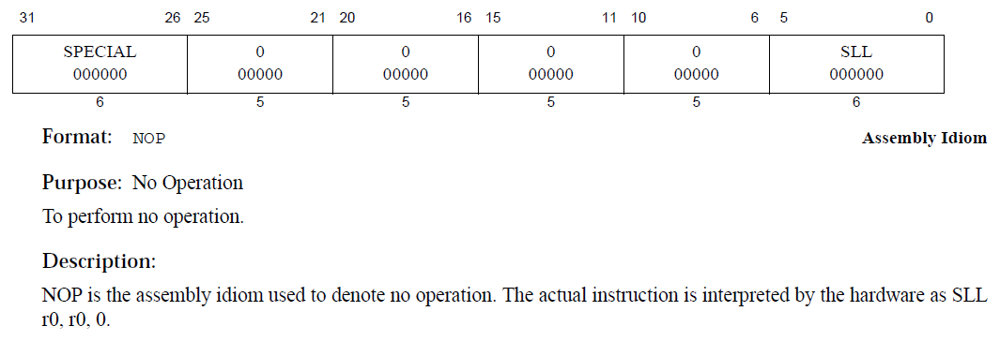 31 26 25 21 20 16 15 11 10 6 5 0
SPECIAL 0 0 0 0 SLL
000000 00000 00000 00000 00000 000000
6 5 5 5 5 6
Format: NOP Assembly Idiom
Purpose: No Operation
To perform no operation.
Description:
NOP is the assembly idiom used to denote no operation. The actual instruction is interpreted by the hardware as SLL
r0, r0, 0.